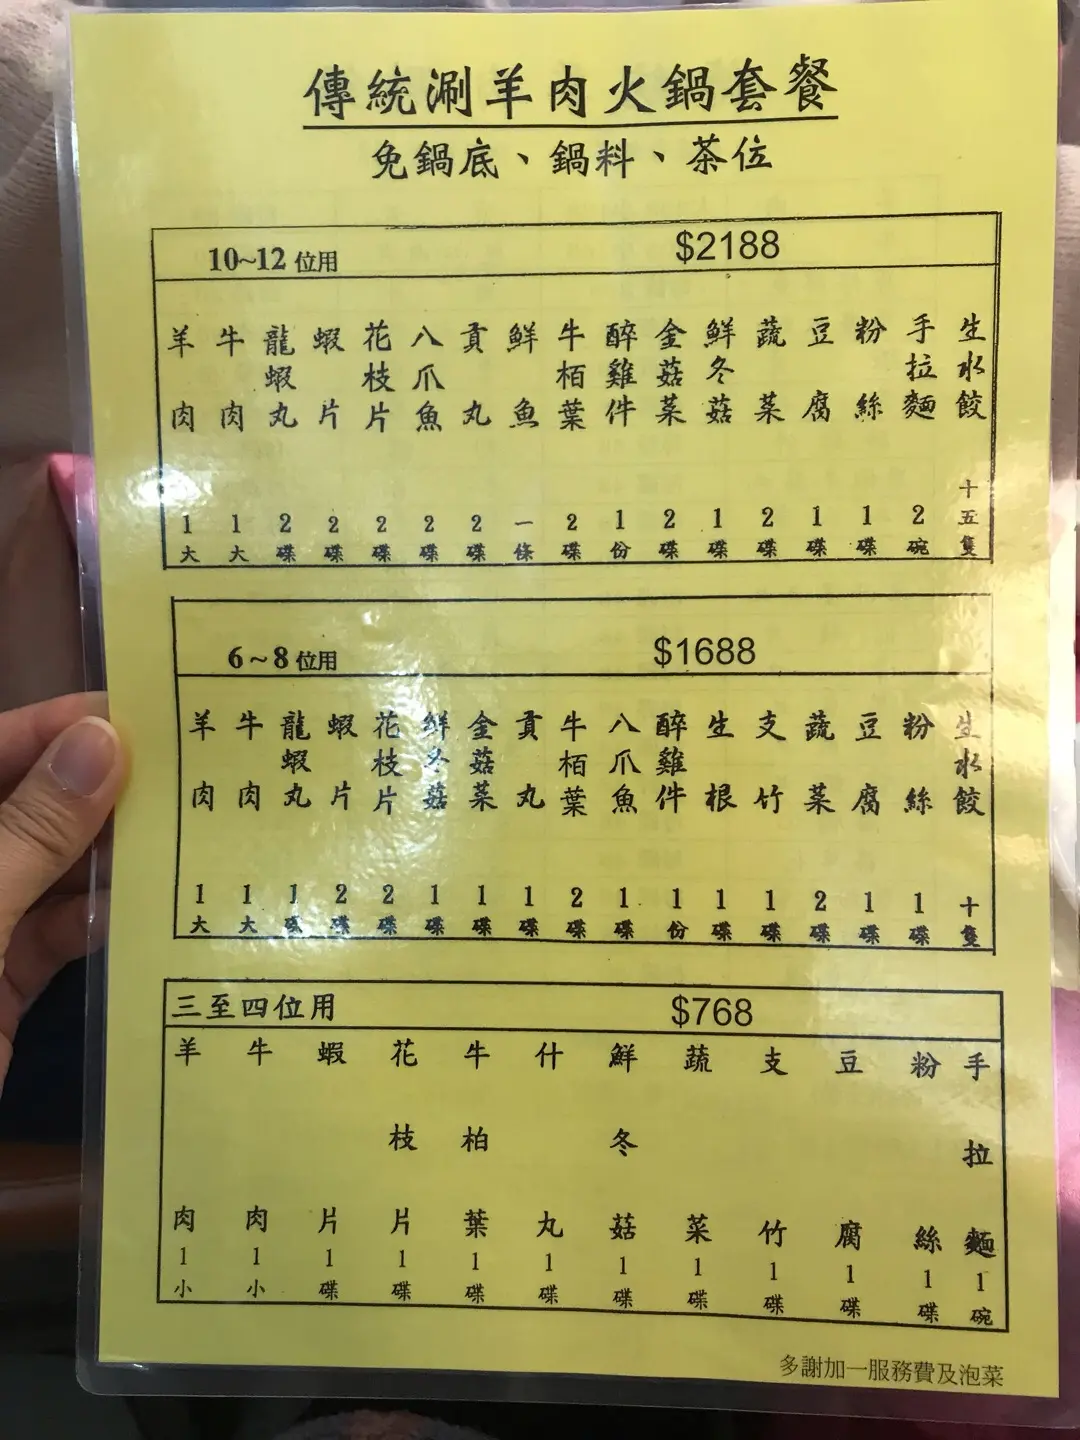 傳統涮羊肉火鍋套餐
免鍋底、鍋料、茶位
10~12 位用 $2188
羊肉 1大
牛肉 1大
龍蝦丸 2碟
蝦片 2碟
花枝片 2碟
八爪魚 2碟
貢丸 2碟
鮮魚 一條
牛栢葉 2碟
醉雞件 1份
金菇菜 2碟
鮮冬菇 1碟
蔬菜 2碟
豆腐 1碟
粉絲 1碟
手拉麵 2碗
生水餃 十五隻
6~8 位用 $1688
羊肉 1大
牛肉 1大
龍蝦丸 1碟
蝦片 2碟
花枝片 2碟
鮮冬菇 1碟
金菇菜 1碟
貢丸 1碟
牛栢葉 2碟
八爪魚 1碟
醉雞件 1份
生根 1碟
支竹 1碟
蔬菜 2碟
豆腐 1碟
粉絲 1碟
生水餃 十隻
三至四位用 $768
羊肉 1小
牛肉 1小
蝦片 1碟
花枝片 1碟
牛柏葉 1碟
什丸 1碟
鮮冬菇 1碟
蔬菜 1碟
支竹 1碟
豆腐 1碟
粉絲 1碟
手拉麵 1碗
多謝加一服務費及泡菜